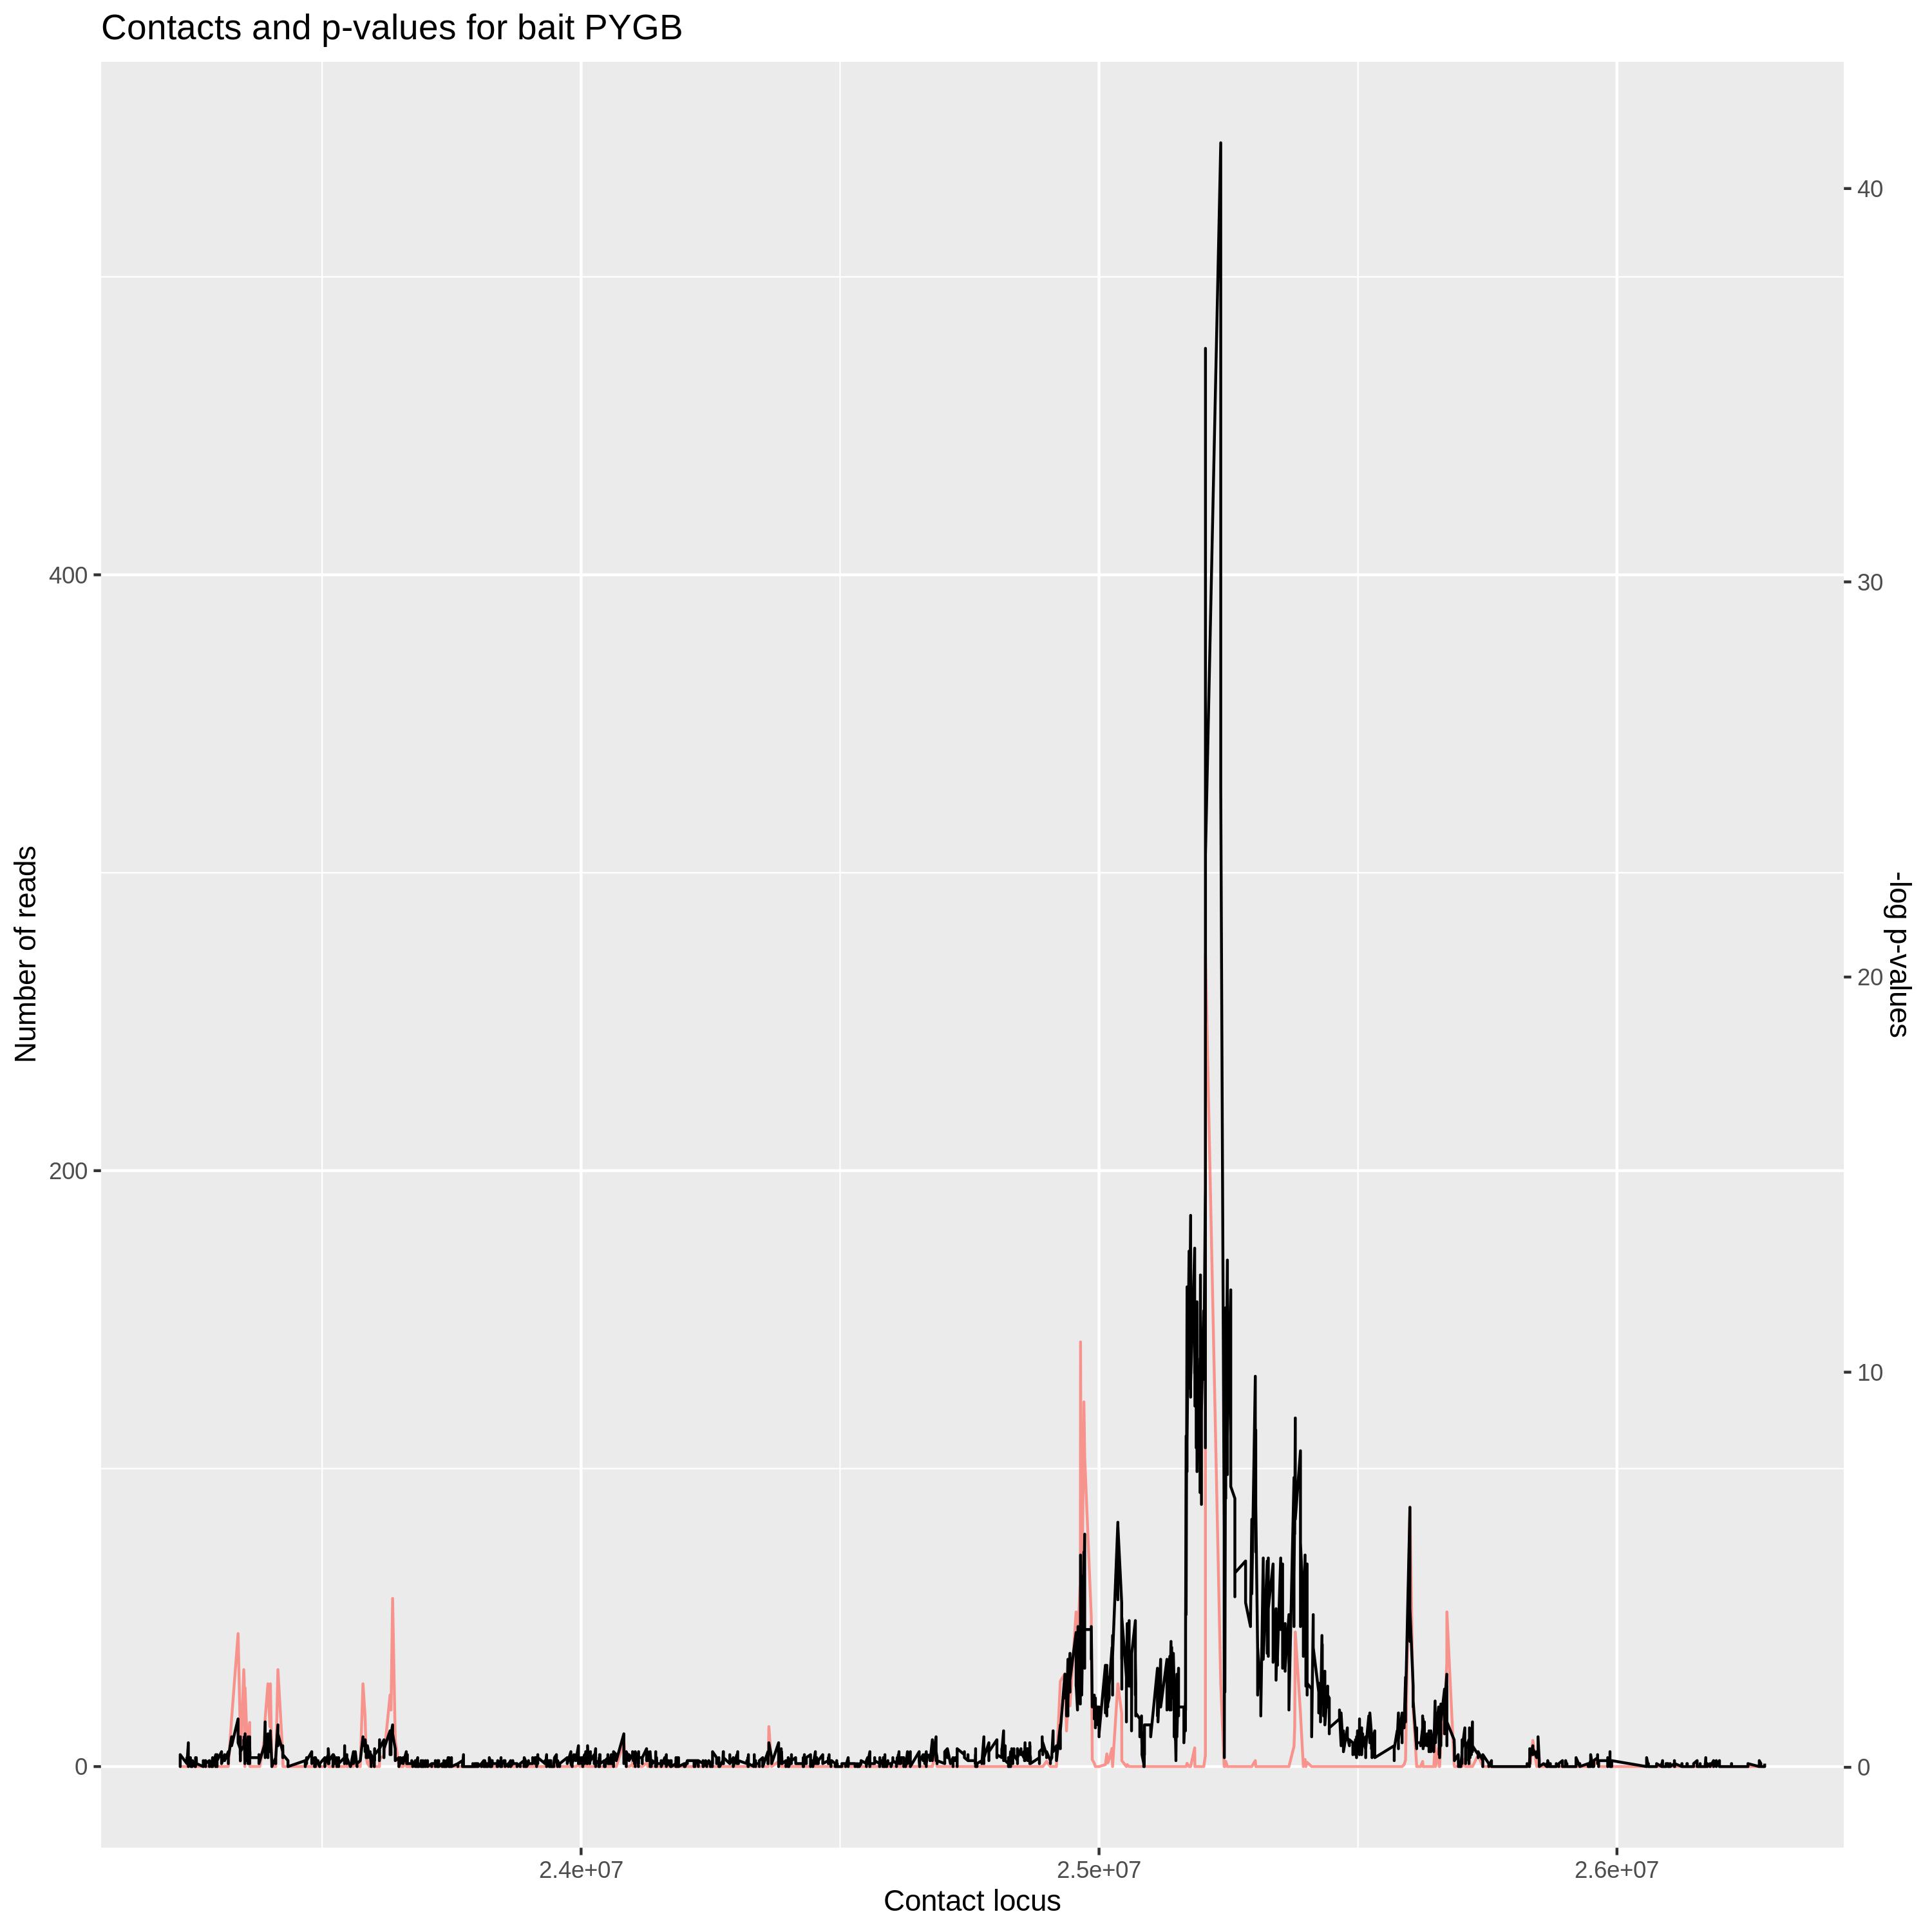 Contacts and p-values for bait PYGB
400
200
0
Number of reads
40
30
20
10
0
-log p-values
2.4e+07
2.5e+07
2.6e+07
Contact locus